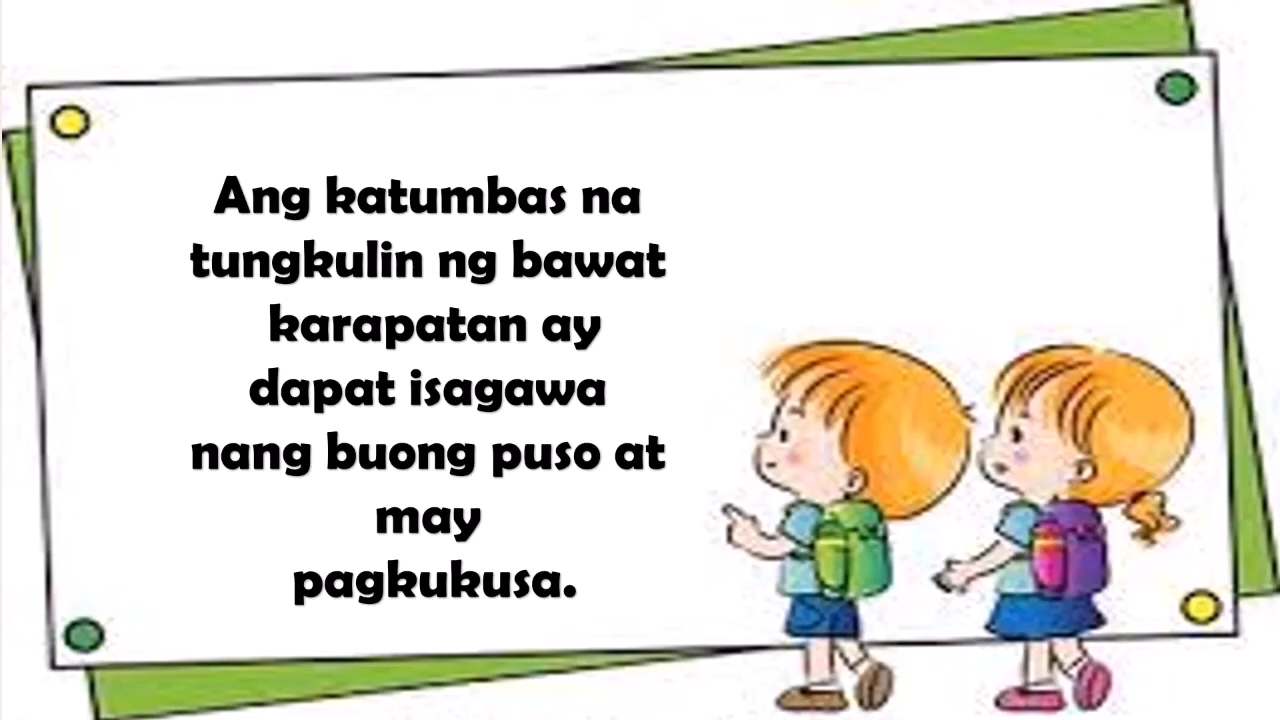 Ang katumbas na
tungkulin ng bawat
karapatan ay
dapat isagawa
nang buong puso at
may
pagkukusa.